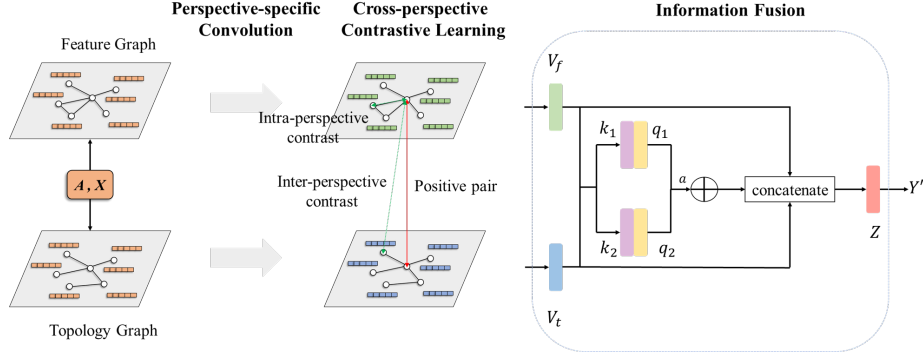 Perspective-specific
Convolution
Cross-perspective
Contrastive Learning
Information Fusion
Feature Graph
A, X
Topology Graph
Intra-perspective
contrast
Inter-perspective
contrast
Positive pair
V_f
V_t
k_1 q_1
k_2 q_2
a
concatenate
Z
Y'